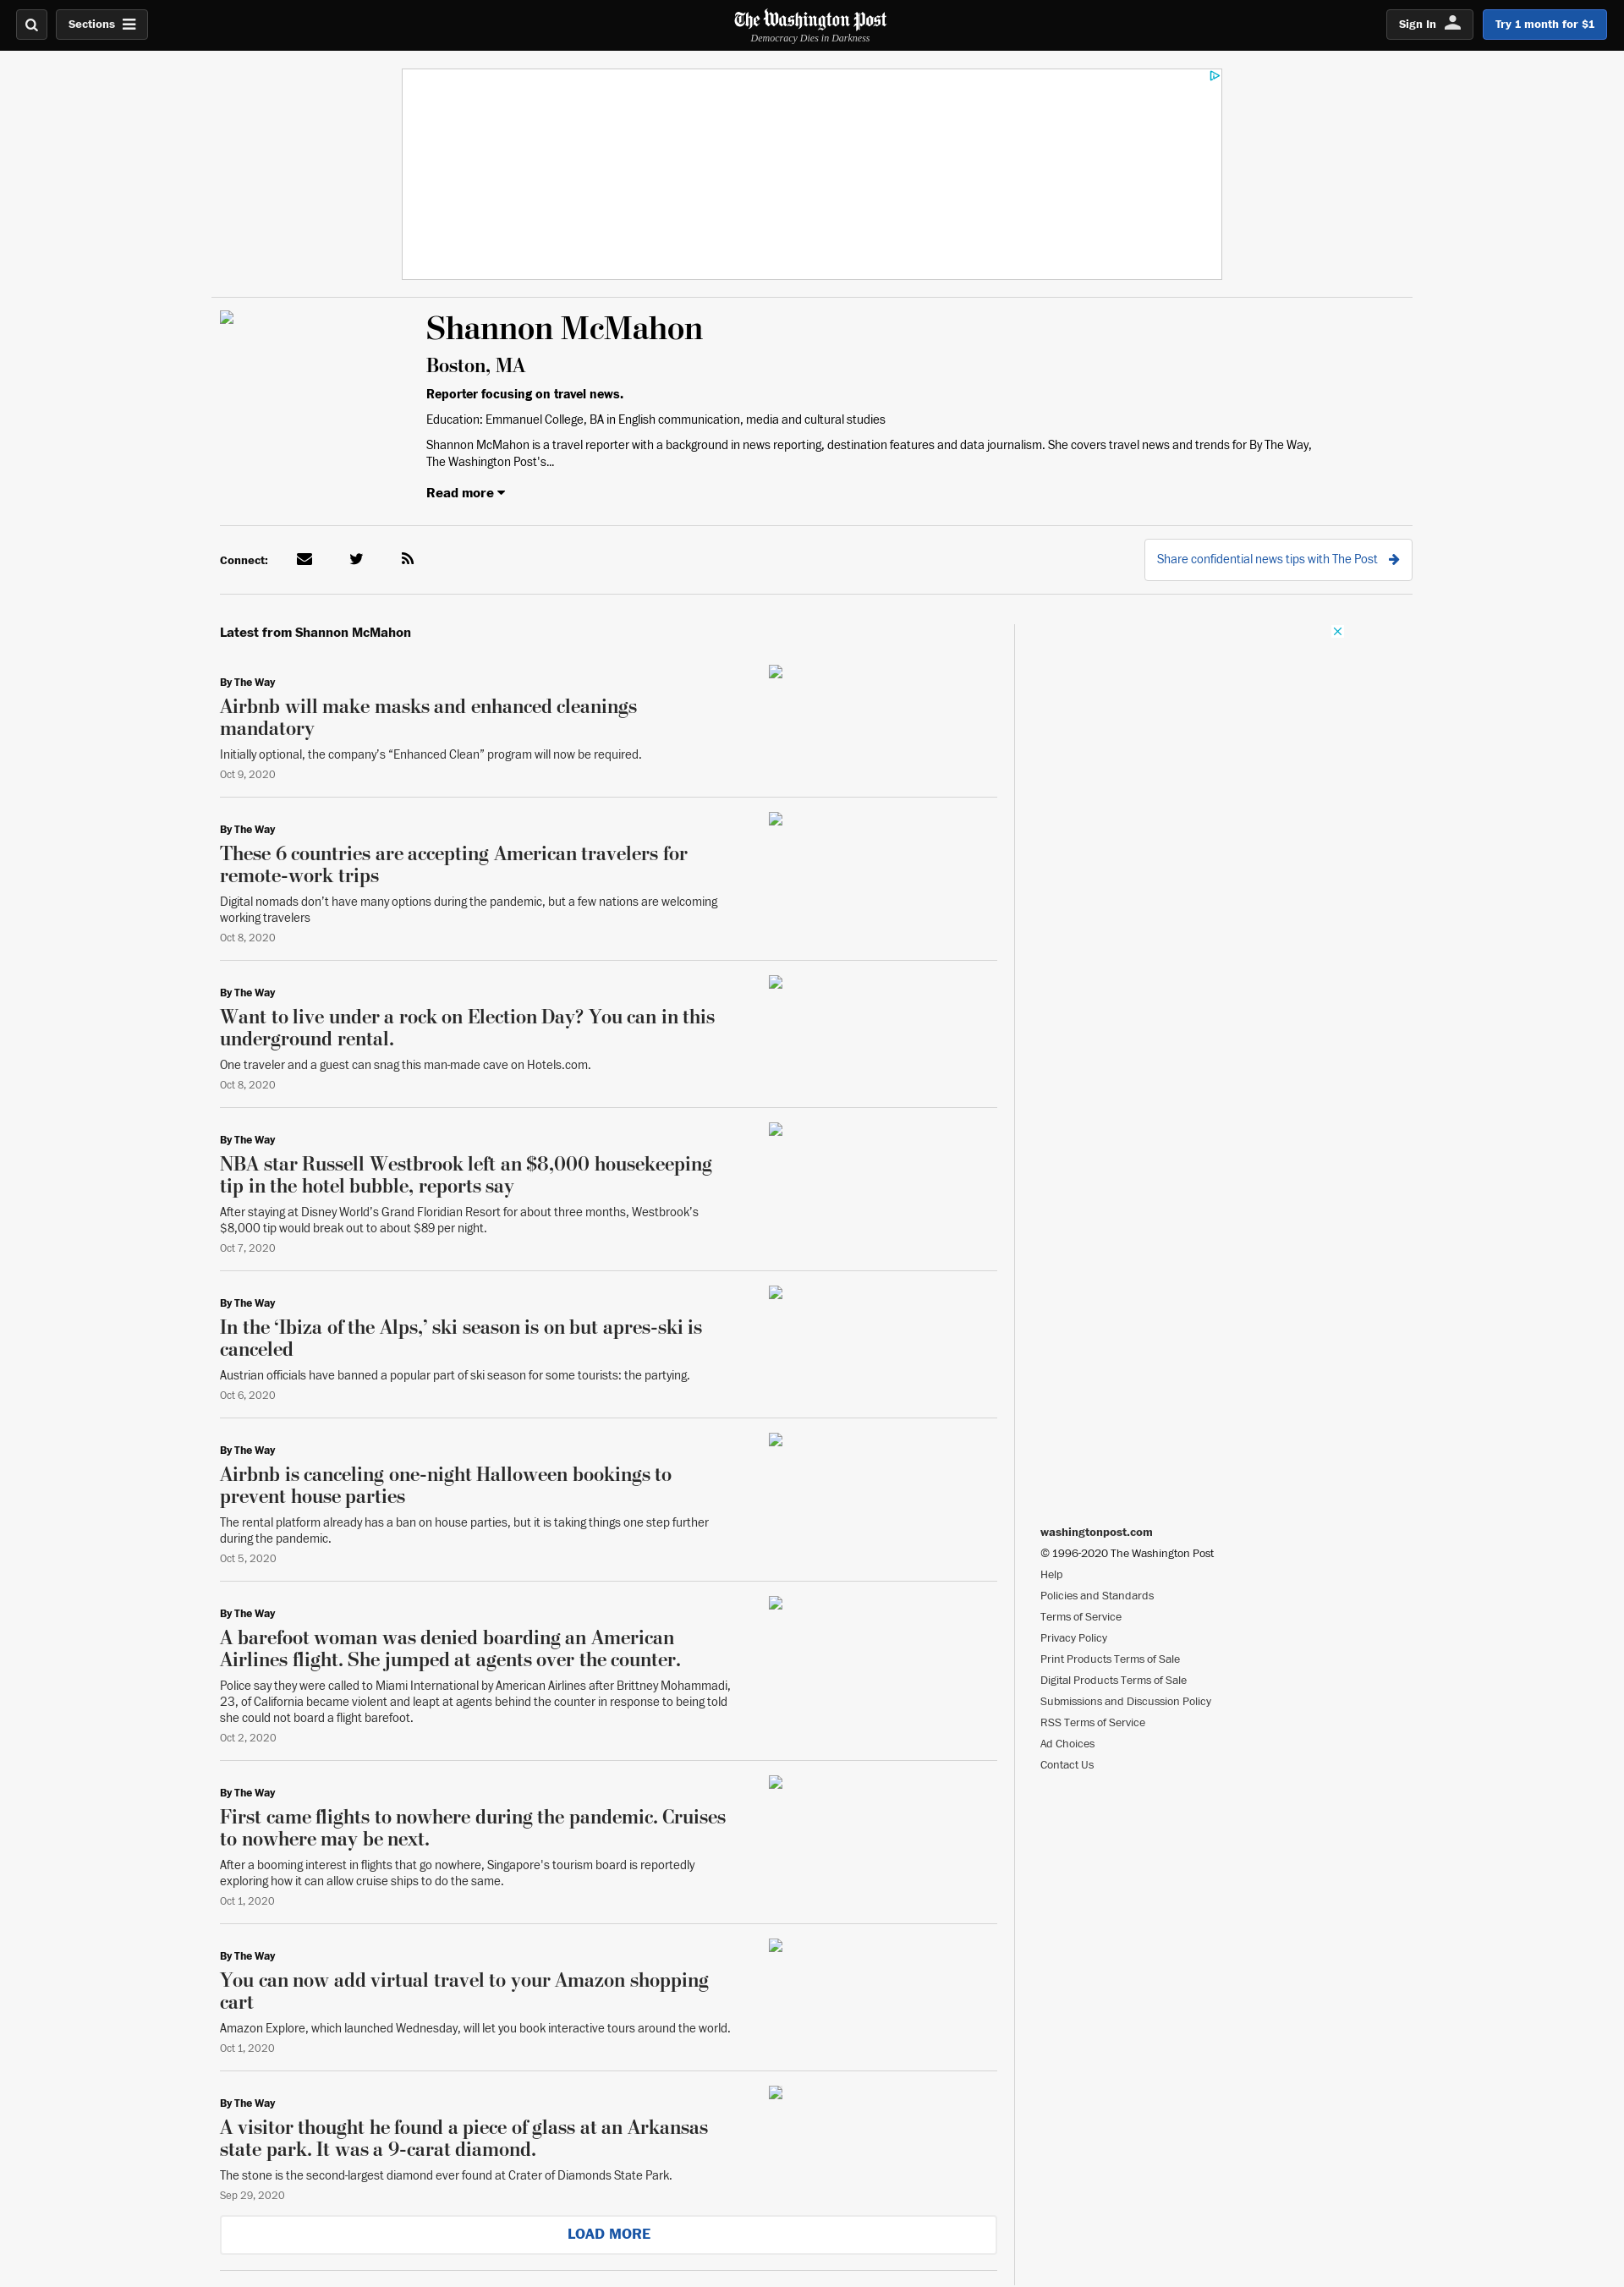 Sections
The Washington Post
Democracy Dies in Darkness
Sign In
Try 1 month for $1
Shannon McMahon
Boston, MA
Reporter focusing on travel news.
Education: Emmanuel College, BA in English communication, media and cultural studies
Shannon McMahon is a travel reporter with a background in news reporting, destination features and data journalism. She covers travel news and trends for By The Way,
The Washington Post's...
Read more
Connect:
Share confidential news tips with The Post
Latest from Shannon McMahon
By The Way
Airbnb will make masks and enhanced cleanings
mandatory
Initially optional, the company’s “Enhanced Clean” program will now be required.
Oct 9, 2020
By The Way
These 6 countries are accepting American travelers for
remote-work trips
Digital nomads don’t have many options during the pandemic, but a few nations are welcoming
working travelers
Oct 8, 2020
By The Way
Want to live under a rock on Election Day? You can in this
underground rental.
One traveler and a guest can snag this man-made cave on Hotels.com.
Oct 8, 2020
By The Way
NBA star Russell Westbrook left an $8,000 housekeeping
tip in the hotel bubble, reports say
After staying at Disney World’s Grand Floridian Resort for about three months, Westbrook’s
$8,000 tip would break out to about $89 per night.
Oct 7, 2020
By The Way
In the ‘Ibiza of the Alps,’ ski season is on but apres-ski is
canceled
Austrian officials have banned a popular part of ski season for some tourists: the partying.
Oct 6, 2020
By The Way
Airbnb is canceling one-night Halloween bookings to
prevent house parties
The rental platform already has a ban on house parties, but it is taking things one step further
during the pandemic.
Oct 5, 2020
By The Way
A barefoot woman was denied boarding an American
Airlines flight. She jumped at agents over the counter.
Police say they were called to Miami International by American Airlines after Brittney Mohammadi,
23, of California became violent and leapt at agents behind the counter in response to being told
she could not board a flight barefoot.
Oct 2, 2020
By The Way
First came flights to nowhere during the pandemic. Cruises
to nowhere may be next.
After a booming interest in flights that go nowhere, Singapore's tourism board is reportedly
exploring how it can allow cruise ships to do the same.
Oct 1, 2020
By The Way
You can now add virtual travel to your Amazon shopping
cart
Amazon Explore, which launched Wednesday, will let you book interactive tours around the world.
Oct 1, 2020
By The Way
A visitor thought he found a piece of glass at an Arkansas
state park. It was a 9-carat diamond.
The stone is the second-largest diamond ever found at Crater of Diamonds State Park.
Sep 29, 2020
LOAD MORE
washingtonpost.com
© 1996-2020 The Washington Post
Help
Policies and Standards
Terms of Service
Privacy Policy
Print Products Terms of Sale
Digital Products Terms of Sale
Submissions and Discussion Policy
RSS Terms of Service
Ad Choices
Contact Us